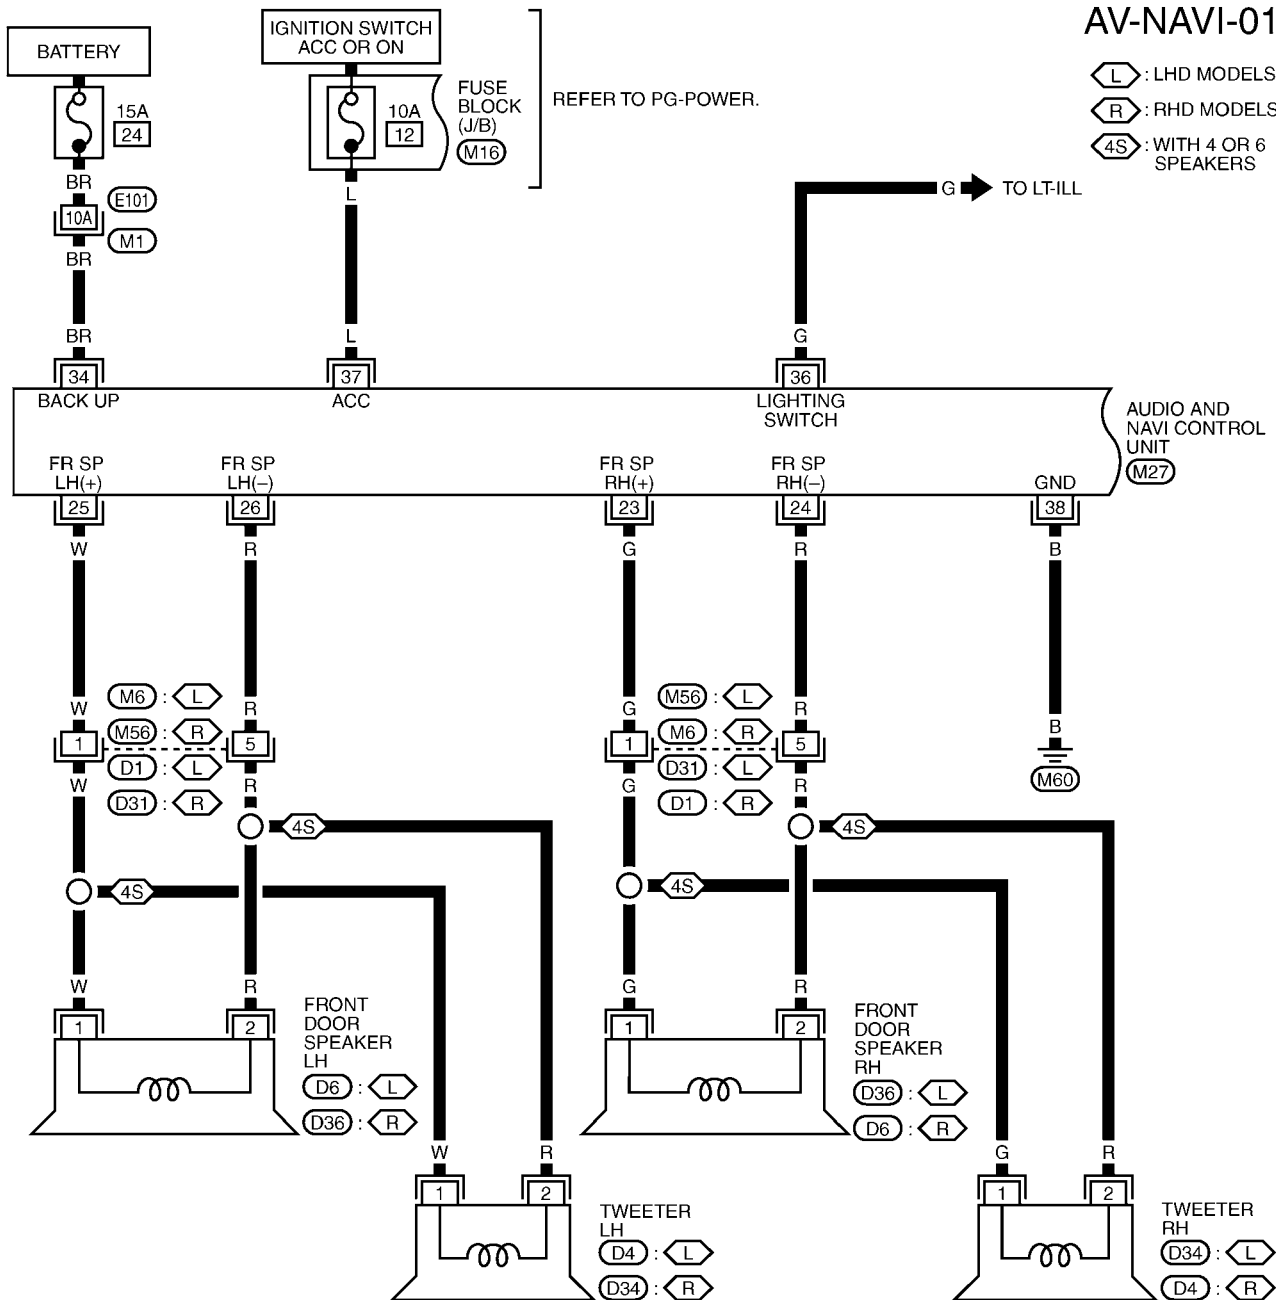 AV-NAVI-01
L : LHD MODELS
R : RHD MODELS
4S : WITH 4 OR 6
SPEAKERS
BATTERY
IGNITION SWITCH
ACC OR ON
15A
24
10A
12
FUSE
BLOCK
(J/B)
M16
REFER TO PG-POWER.
BR
E101
10A
M1
BR
L
G
TO LT-ILL
BR
L
G
34
37
36
BACK UP
ACC
LIGHTING
SWITCH
AUDIO AND
NAVI CONTROL
UNIT
M27
FR SP
LH(+)
FR SP
LH(–)
FR SP
RH(+)
FR SP
RH(–)
GND
25
26
23
24
38
W
R
G
R
B
W
M6 : L
R
G
M56 : L
R
B
1
M56 : R
5
1
M6 : R
5
W
D1 : L
R
G
D31 : L
R
M60
D31 : R
D1 : R
4S
4S
4S
4S
W
R
G
R
1
2
1
2
FRONT
DOOR
SPEAKER
LH
D6 : L
D36 : R
FRONT
DOOR
SPEAKER
RH
D36 : L
D6 : R
W
R
G
R
1
2
1
2
TWEETER
LH
D4 : L
D34 : R
TWEETER
RH
D34 : L
D4 : R